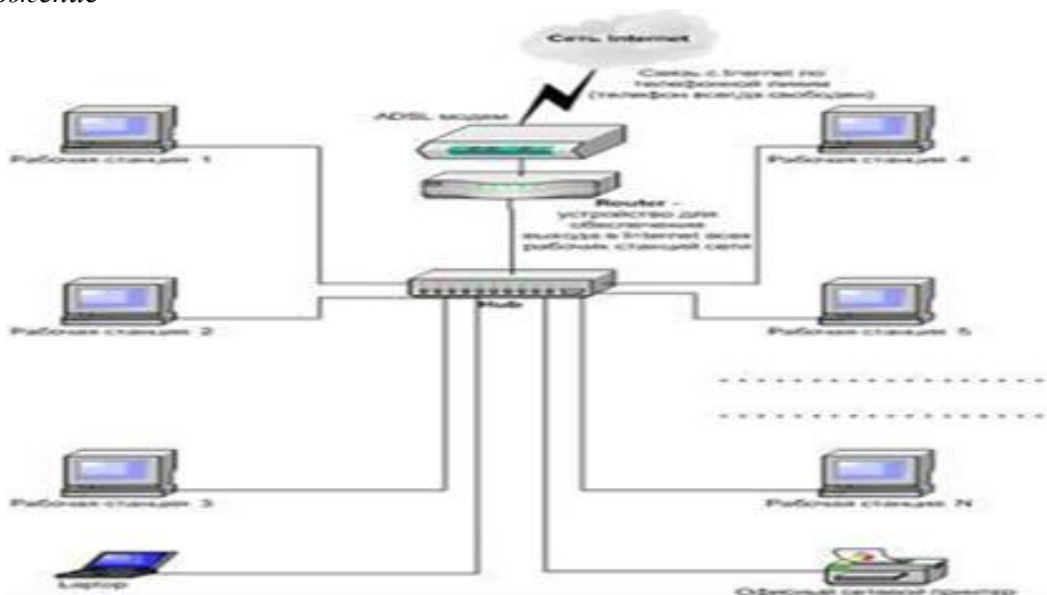 Сеть Internet
Связь с Internet по
телефонной линии
(телефон всегда свободен)
ADSL модем
Рабочая станция 1
Рабочая станция 4
Router -
устройство для
обеспечения
выхода в Internet всех
рабочих станций сети
Hub
Рабочая станция 2
Рабочая станция 5
Рабочая станция 3
Рабочая станция N
Laptop
Офисный сетевой принтер